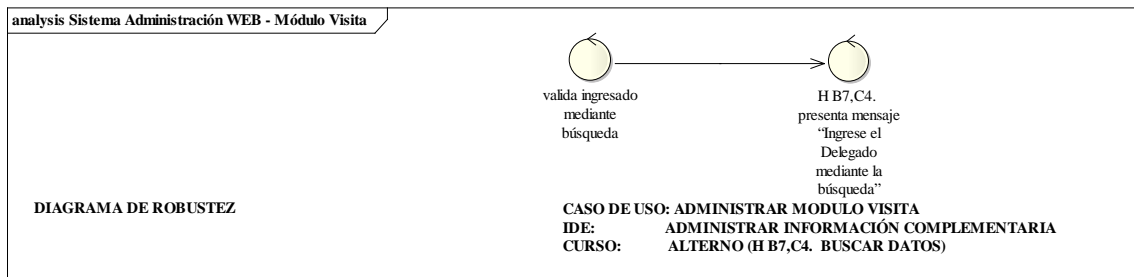 analysis Sistema Administración WEB - Módulo Visita
valida ingresado
mediante
búsqueda
H B7,C4.
presenta mensaje
“Ingrese el
Delegado
mediante la
búsqueda”
DIAGRAMA DE ROBUSTEZ
CASO DE USO: ADMINISTRAR MODULO VISITA
IDE: ADMINISTRAR INFORMACIÓN COMPLEMENTARIA
CURSO: ALTERNO (H B7,C4. BUSCAR DATOS)